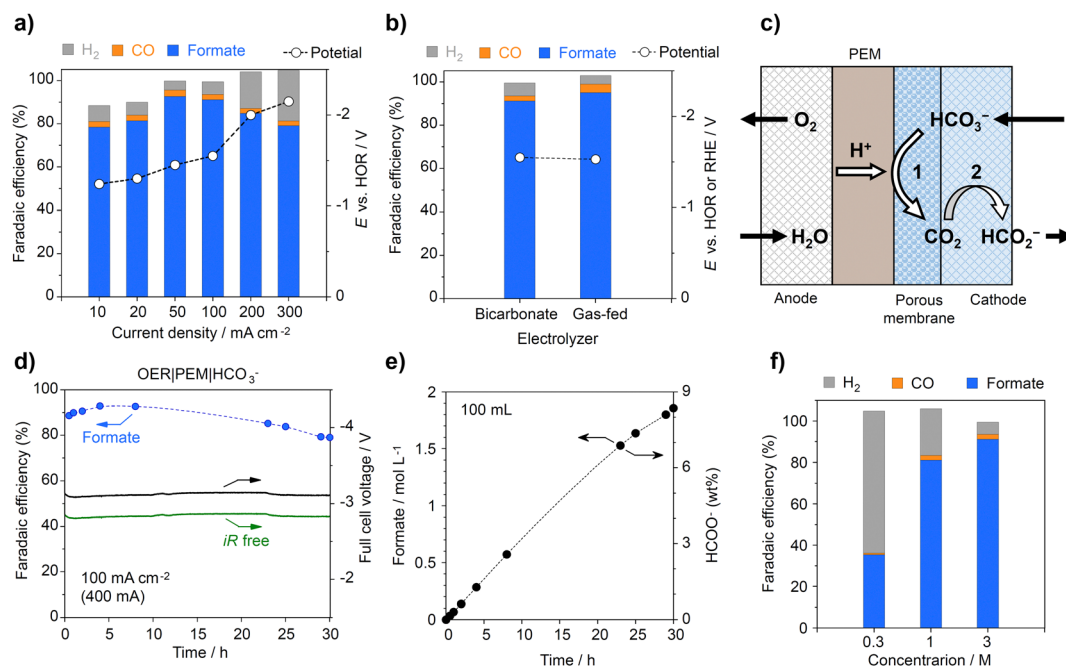 a)
H2 CO Formate Potetial
Faradaic efficiency (%)
100
80
60
40
20
0
10 20 50 100 200 300
Current density / mA cm-2
-2
-1
0
E vs. HOR / V
b)
H2 CO Formate Potential
Faradaic efficiency (%)
100
80
60
40
20
0
Bicarbonate Gas-fed
Electrolyzer
-2
-1
0
E vs. HOR or RHE / V
c)
PEM
O2 HCO3−
H+
1 2
H2O CO2 HCO2−
Anode Porous Cathode
membrane
d)
OER|PEM|HCO3-
Faradaic efficiency (%)
100
80
60
40
20
0
Formate
iR free
100 mA cm-2
(400 mA)
0 5 10 15 20 25 30
Time / h
-4
-3
-2
Full cell voltage / V
e)
100 mL
Formate / mol L-1
2
1.5
1
0.5
0
0 5 10 15 20 25 30
Time / h
9
6
3
0
HCOO- (wt%)
f)
H2 CO Formate
Faradaic efficiency (%)
100
80
60
40
20
0
0.3 1 3
Concentrarion / M